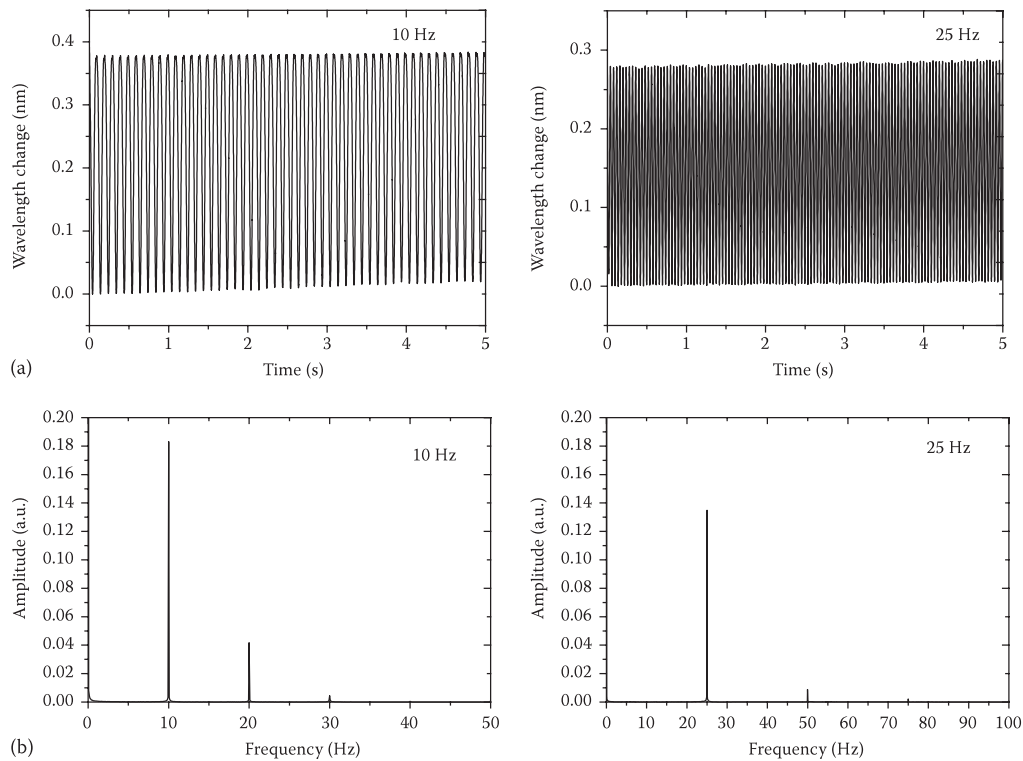 10 Hz
0.4
0.3
0.2
0.1
0.0
Wavelength change (nm)
0 1 2 3 4 5
Time (s)
25 Hz
0.3
0.2
0.1
0.0
Wavelength change (nm)
0 1 2 3 4 5
Time (s)
(a)
10 Hz
0.20
0.18
0.16
0.14
0.12
0.10
0.08
0.06
0.04
0.02
0.00
Amplitude (a.u.)
0 10 20 30 40 50
Frequency (Hz)
25 Hz
0.20
0.18
0.16
0.14
0.12
0.10
0.08
0.06
0.04
0.02
0.00
Amplitude (a.u.)
0 10 20 30 40 50 60 70 80 90 100
Frequency (Hz)
(b)